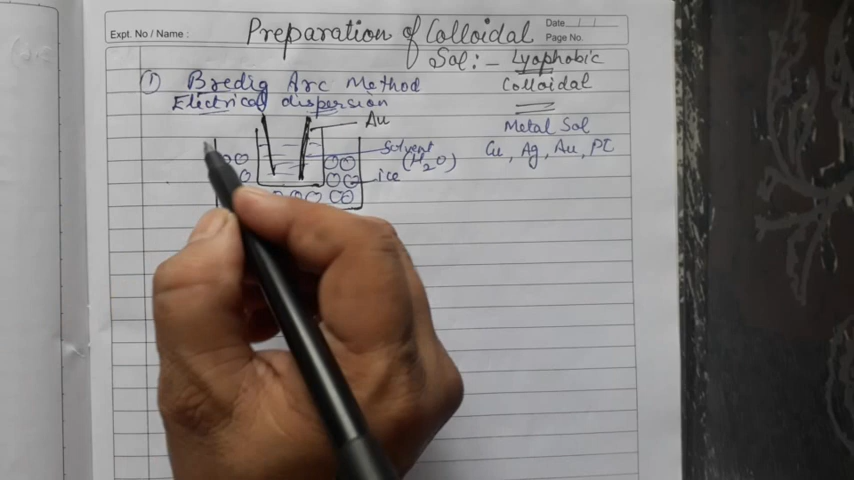 Expt. No / Name :
Preparation of Colloidal
Date / /
Page No.
Sol:- Lyophobic
① Bredig Arc Method
Colloidal
Electrical dispersion
Au
Metal Sol
Solvent
(H2O)
Cu, Ag, Au, Pt
ice